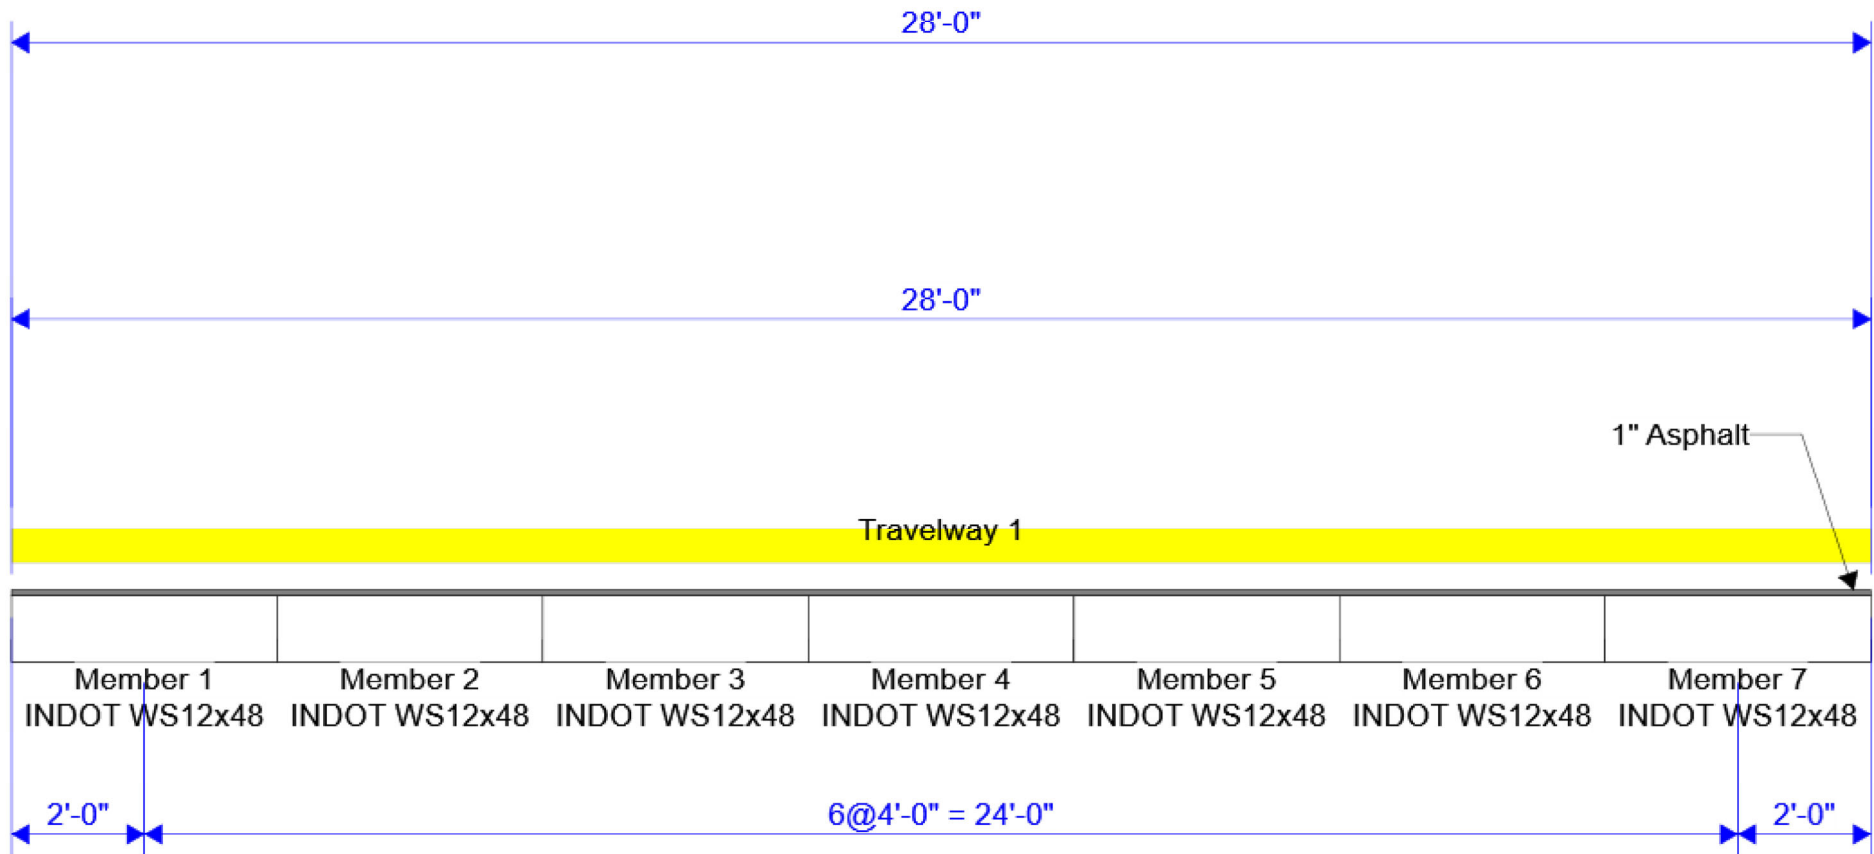 28'-0"
28'-0"
1" Asphalt
Travelway 1
Member 1
INDOT WS12x48
Member 2
INDOT WS12x48
Member 3
INDOT WS12x48
Member 4
INDOT WS12x48
Member 5
INDOT WS12x48
Member 6
INDOT WS12x48
Member 7
INDOT WS12x48
2'-0"
6@4'-0" = 24'-0"
2'-0"